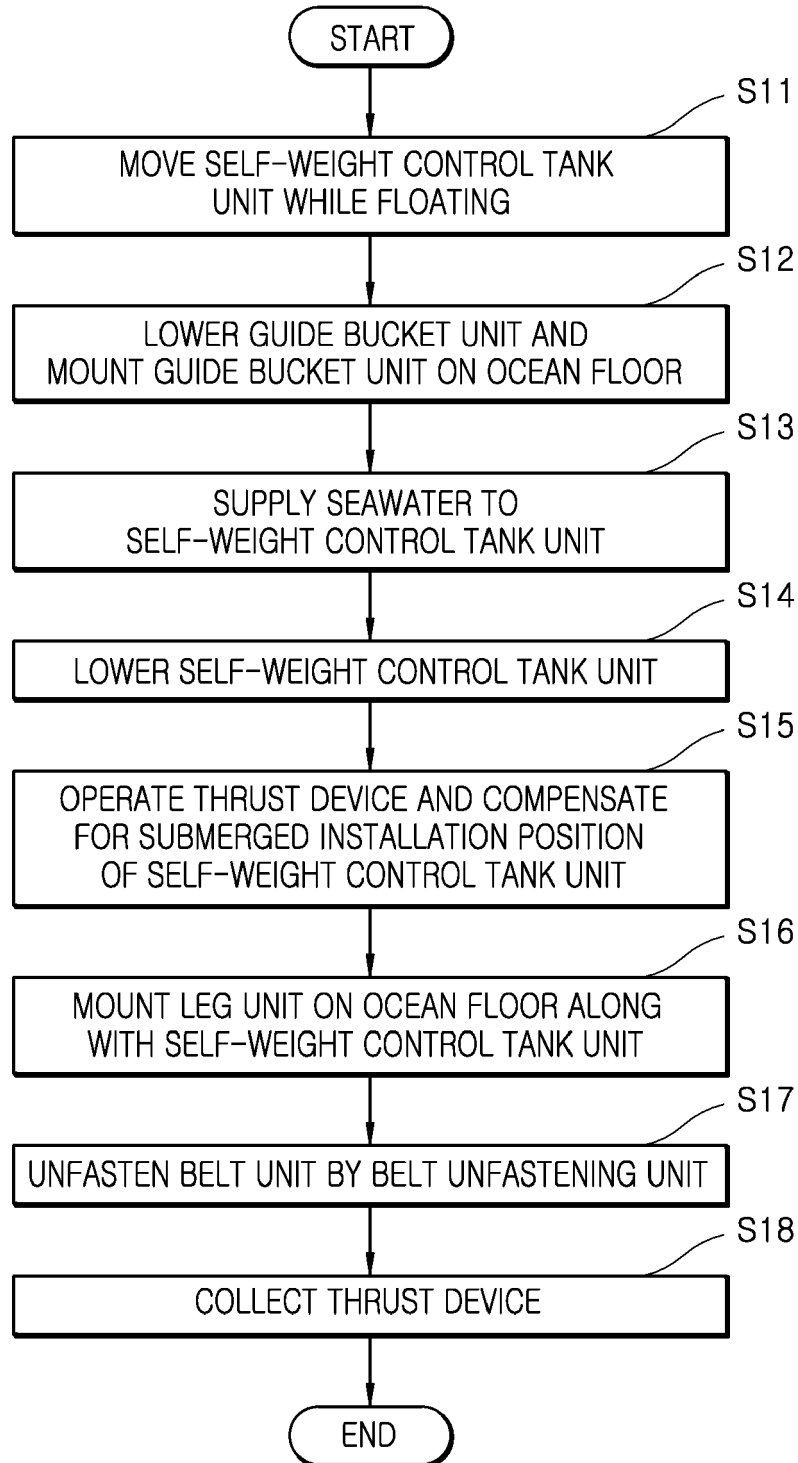 START
S11
MOVE SELF-WEIGHT CONTROL TANK
UNIT WHILE FLOATING
S12
LOWER GUIDE BUCKET UNIT AND
MOUNT GUIDE BUCKET UNIT ON OCEAN FLOOR
S13
SUPPLY SEAWATER TO
SELF-WEIGHT CONTROL TANK UNIT
S14
LOWER SELF-WEIGHT CONTROL TANK UNIT
S15
OPERATE THRUST DEVICE AND COMPENSATE
FOR SUBMERGED INSTALLATION POSITION
OF SELF-WEIGHT CONTROL TANK UNIT
S16
MOUNT LEG UNIT ON OCEAN FLOOR ALONG
WITH SELF-WEIGHT CONTROL TANK UNIT
S17
UNFASTEN BELT UNIT BY BELT UNFASTENING UNIT
S18
COLLECT THRUST DEVICE
END